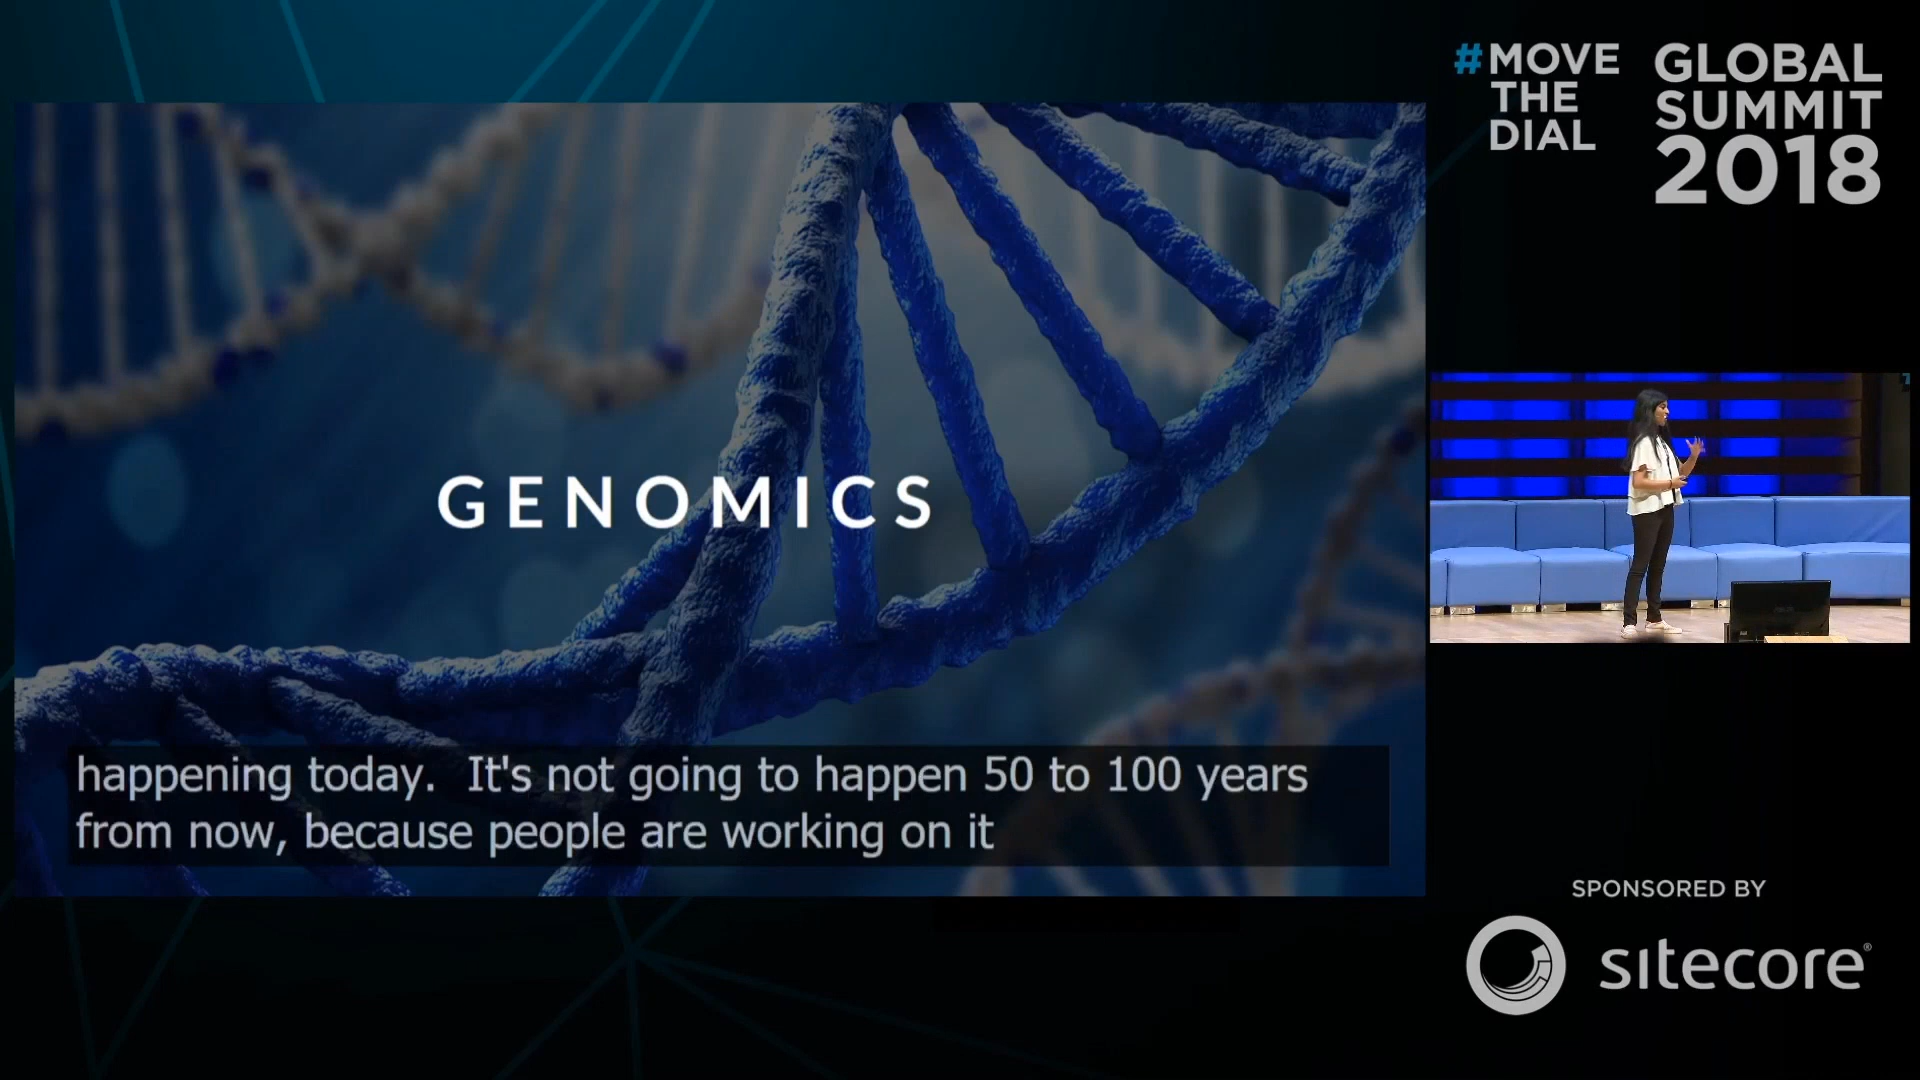 #MOVE
THE
DIAL
GLOBAL
SUMMIT
2018
GENOMICS
happening today.  It's not going to happen 50 to 100 years
from now, because people are working on it
SPONSORED BY
sitecore®